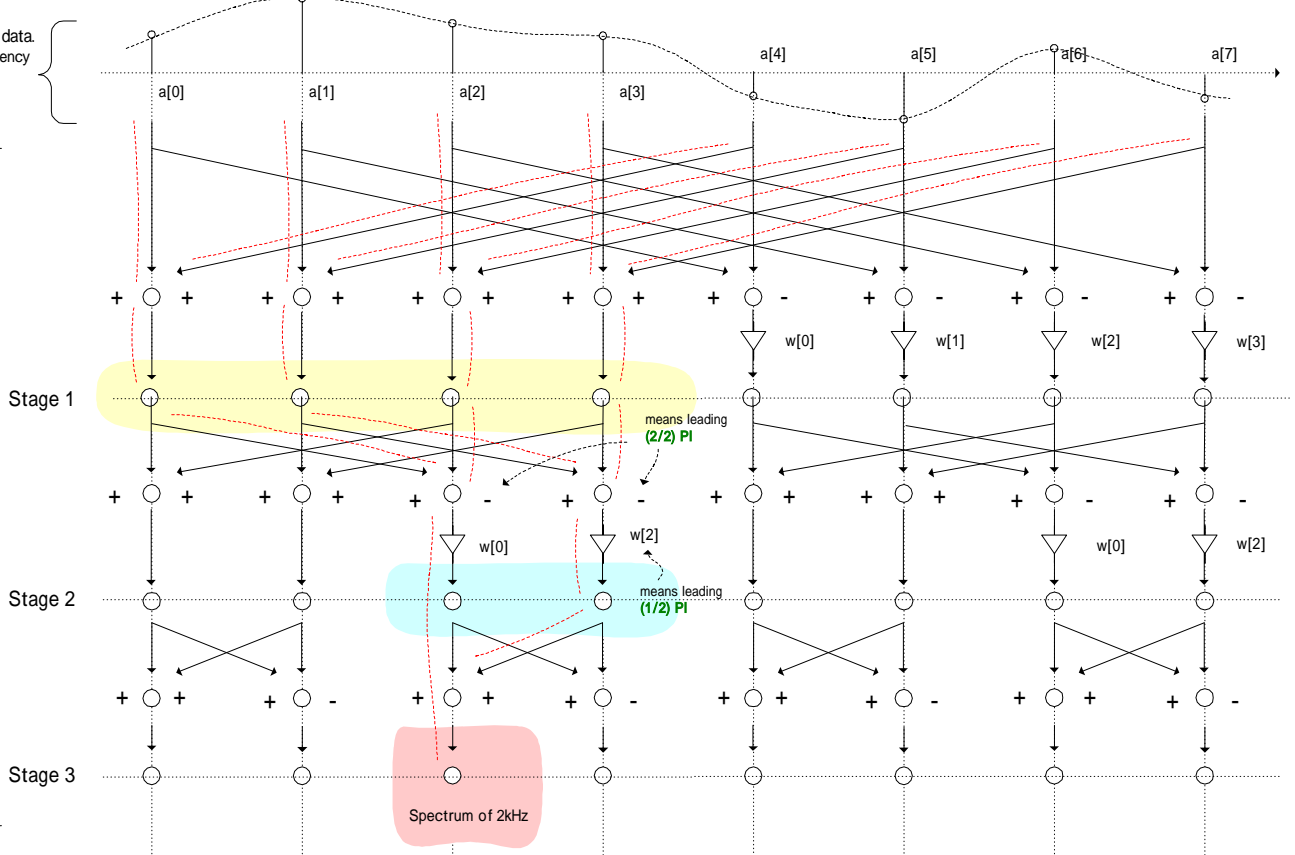 data.
ency
a[0]
a[1]
a[2]
a[3]
a[4]
a[5]
a[6]
a[7]
+ + + + + + + + + - + - + - + -
w[0] w[1] w[2] w[3]
Stage 1
means leading
(2/2) PI
+ + + + + - + - + + + + + - + -
w[0] w[2] w[0] w[2]
Stage 2
means leading
(1/2) PI
+ + + - + + + - + + + - + + + -
Stage 3
Spectrum of 2kHz